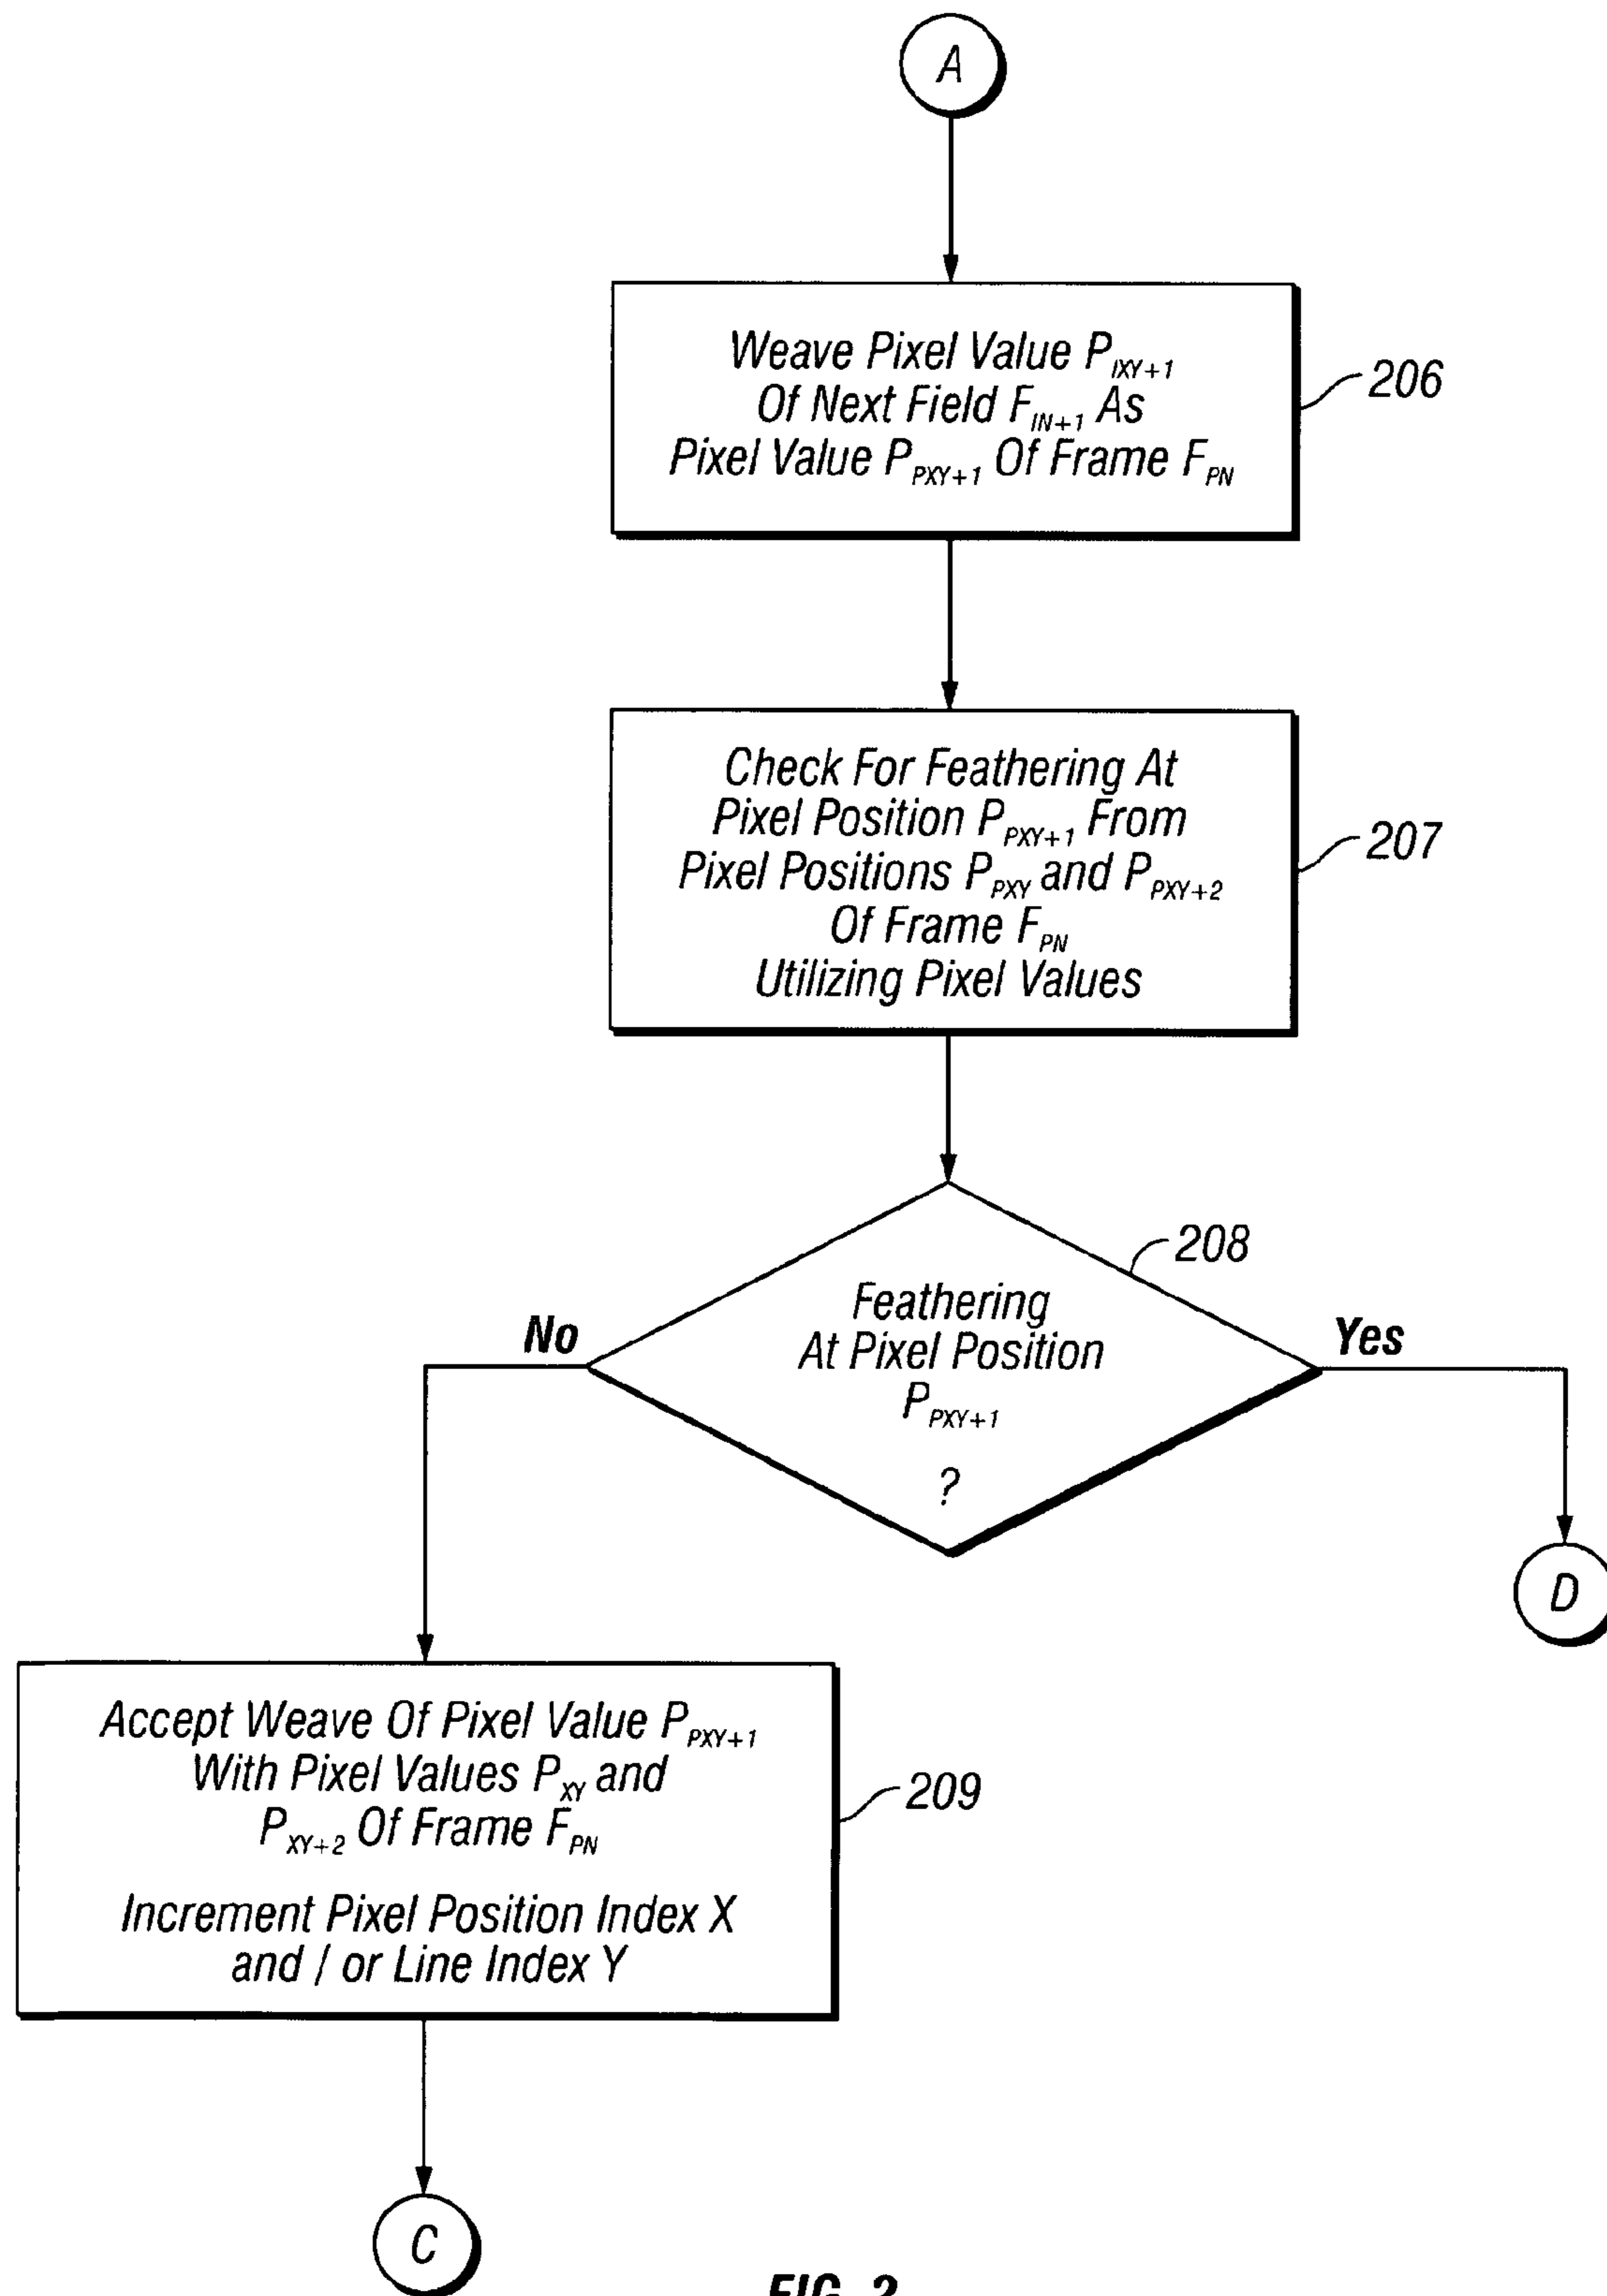 A
Weave Pixel Value P_IXY+1
Of Next Field F_IN+1 As
Pixel Value P_PXY+1 Of Frame F_PN
206
Check For Feathering At
Pixel Position P_PXY+1 From
Pixel Positions P_PXY and P_PXY+2
Of Frame F_PN
Utilizing Pixel Values
207
208
Feathering
At Pixel Position
P_PXY+1
?
No
Yes
D
Accept Weave Of Pixel Value P_PXY+1
With Pixel Values P_XY and
P_XY+2 Of Frame F_PN
Increment Pixel Position Index X
and / or Line Index Y
209
C
FIG. 2